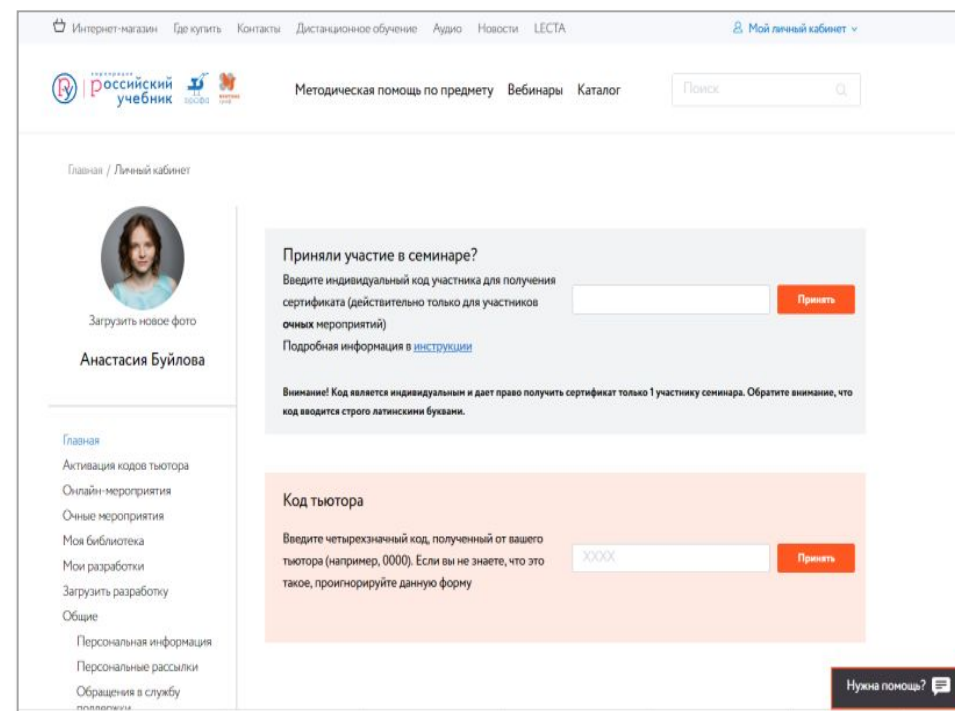 Интернет-магазин Где купить Контакты Дистанционное обучение Аудио Новости LECTA Мой личный кабинет
корпорация
российский
учебник
дрофа
Методическая помощь по предмету Вебинары Каталог Поиск
Главная / Личный кабинет
Загрузить новое фото
Анастасия Буйлова
Главная
Активация кодов тьютора
Онлайн-мероприятия
Очные мероприятия
Моя библиотека
Мои разработки
Загрузить разработку
Общие
Персональная информация
Персональные рассылки
Обращения в службу
поддержки
Приняли участие в семинаре?
Введите индивидуальный код участника для получения
сертификата (действительно только для участников
очных мероприятий)
Подробная информация в инструкции
Принять
Внимание! Код является индивидуальным и дает право получить сертификат только 1 участнику семинара. Обратите внимание, что
код вводится строго латинскими буквами.
Код тьютора
Введите четырехзначный код, полученный от вашего
тьютора (например, 0000). Если вы не знаете, что это
такое, проигнорируйте данную форму
XXXX
Принять
Нужна помощь?